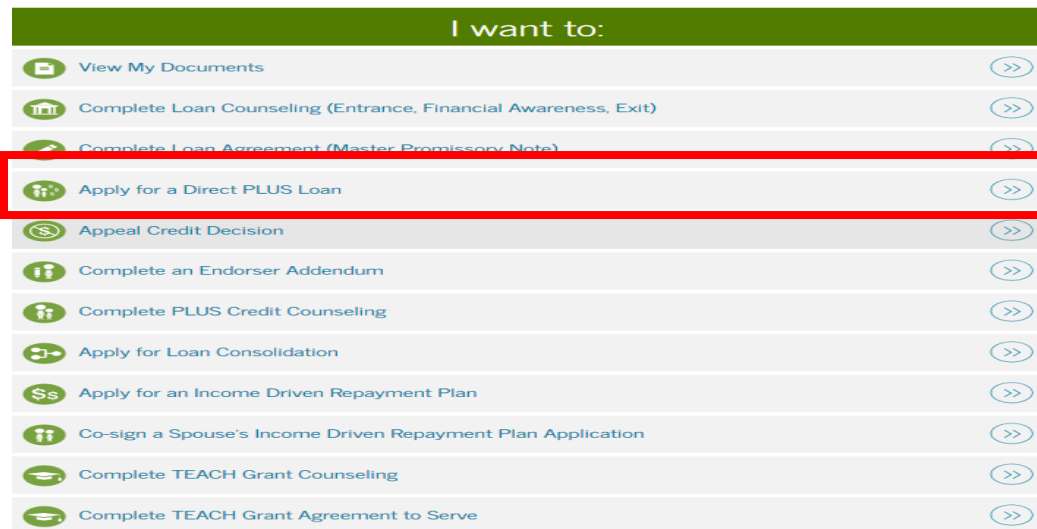 I want to:
View My Documents >>
Complete Loan Counseling (Entrance, Financial Awareness, Exit) >>
Complete Loan Agreement (Master Promissory Note) >>
Apply for a Direct PLUS Loan >>
Appeal Credit Decision >>
Complete an Endorser Addendum >>
Complete PLUS Credit Counseling >>
Apply for Loan Consolidation >>
$s Apply for an Income Driven Repayment Plan >>
Co-sign a Spouse's Income Driven Repayment Plan Application >>
Complete TEACH Grant Counseling >>
Complete TEACH Grant Agreement to Serve >>